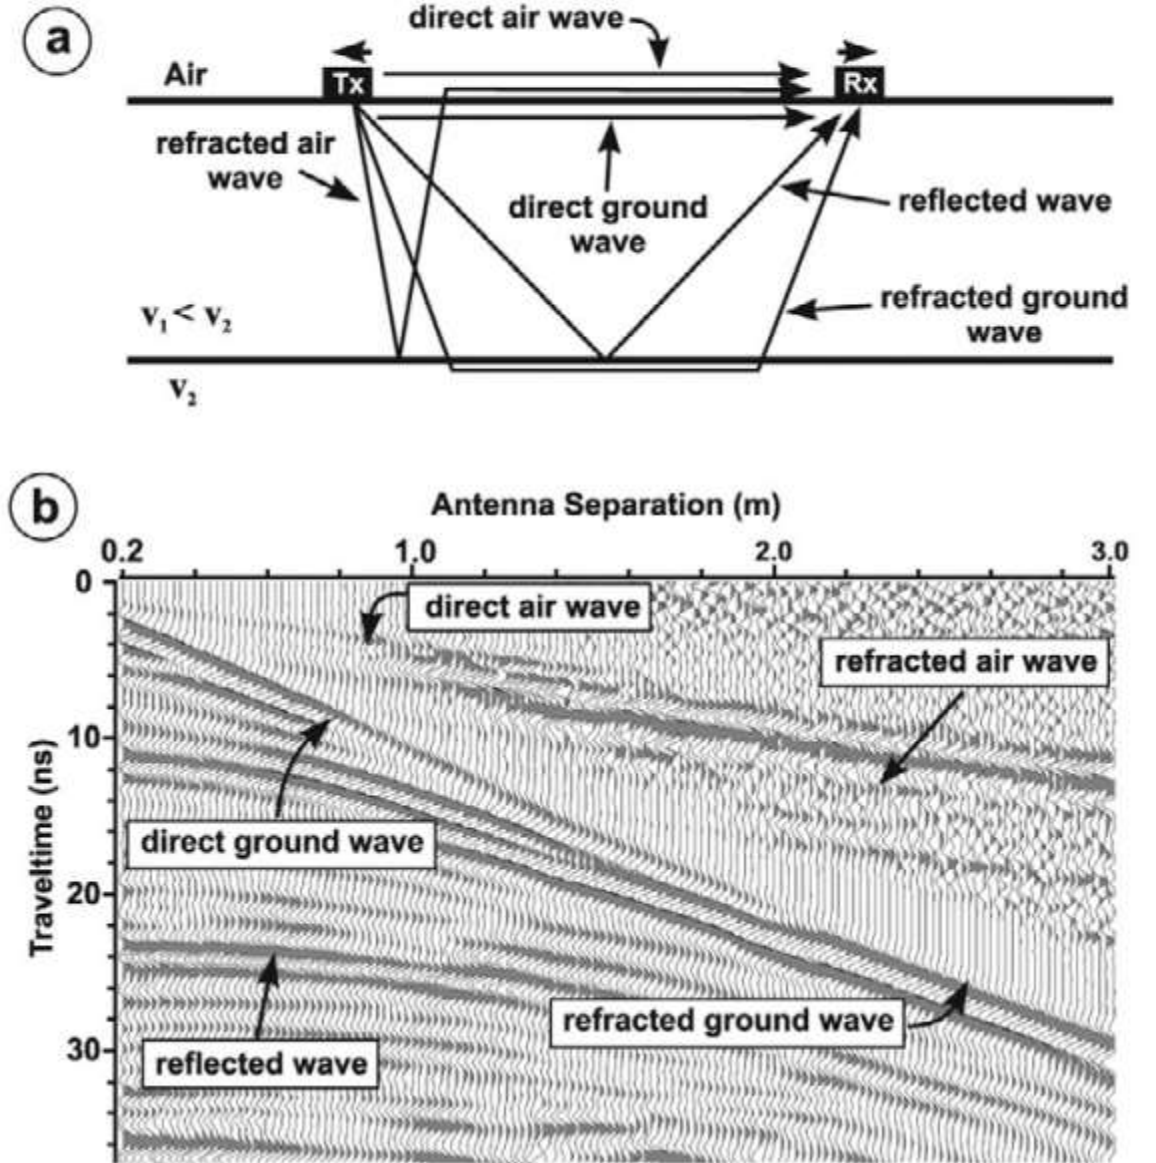 a
direct air wave
Air
Tx
Rx
refracted air
wave
direct ground
wave
reflected wave
refracted ground
wave
v₁ < v₂
v₂
b
Antenna Separation (m)
0.2 1.0 2.0 3.0
0
direct air wave
refracted air wave
10
Traveltime (ns)
direct ground wave
20
refracted ground wave
reflected wave
30